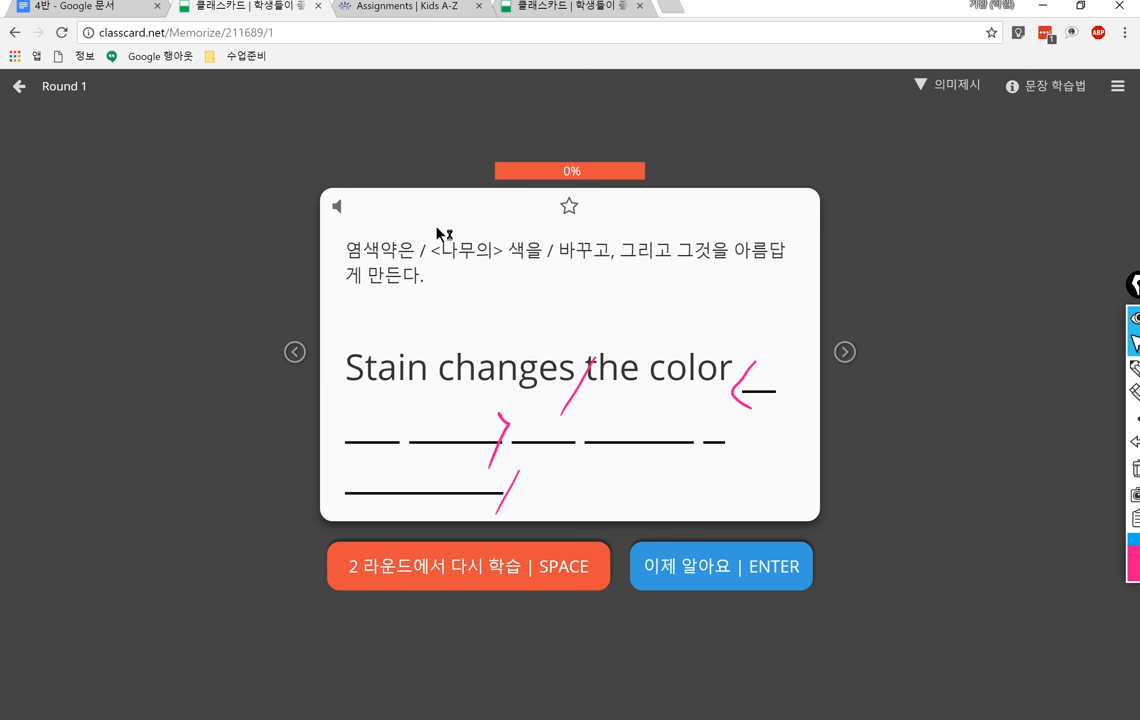 4반 - Google 문서
클래스카드 | 학생들이
Assignments | Kids A-Z
클래스카드 | 학생들이
classcard.net/Memorize/211689/1
1
ABP
앱
정보
Google 행아웃
수업준비
Round 1
의미제시
문장 학습법
0%
염색약은 / <나무의> 색을 / 바꾸고, 그리고 그것을 아름답
게 만든다.
Stain changes the color
2 라운드에서 다시 학습 | SPACE
이제 알아요 | ENTER